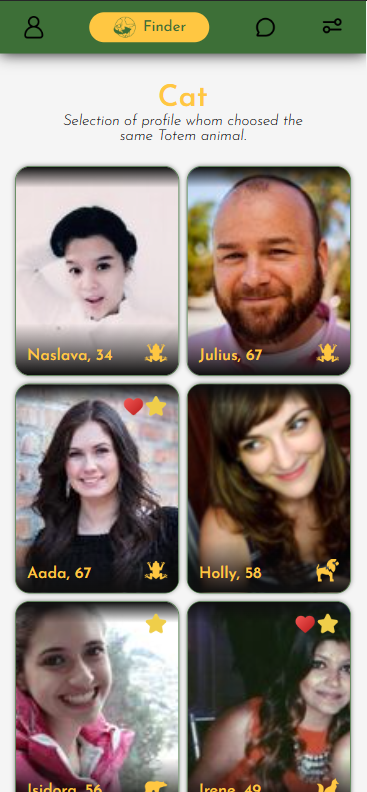 Finder
Cat
Selection of profile whom choosed the
same Totem animal.
Naslava, 34
Julius, 67
Aada, 67
Holly, 58
Isidora, 56
Irene, 49